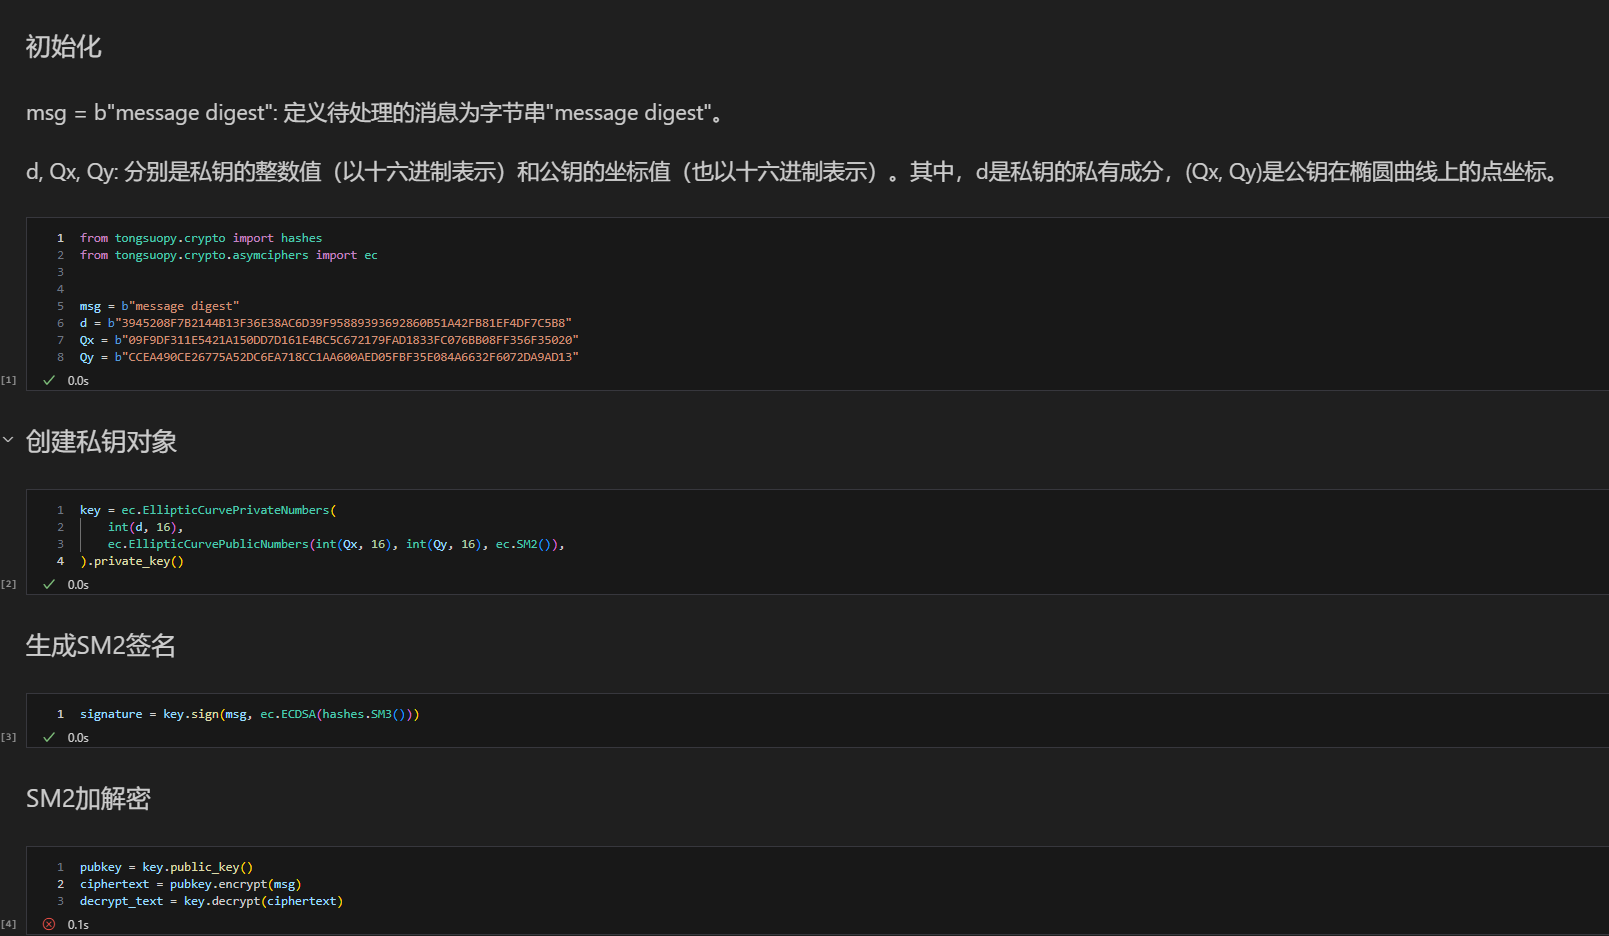 初始化
msg = b"message digest": 定义待处理的消息为字节串"message digest"。
d, Qx, Qy: 分别是私钥的整数值（以十六进制表示）和公钥的坐标值（也以十六进制表示）。其中，d是私钥的私有成分，(Qx, Qy)是公钥在椭圆曲线上的点坐标。
1 from tongsuopy.crypto import hashes
2 from tongsuopy.crypto.asymciphers import ec
3
4
5 msg = b"message digest"
6 d = b"3945208F7B2144B13F36E38AC6D39F95889393692860B51A42FB81EF4DF7C5B8"
7 Qx = b"09F9DF311E5421A150DD7D161E4BC5C672179FAD1833FC076BB08FF356F35020"
8 Qy = b"CCEA490CE26775A52DC6EA718CC1AA600AED05FBF35E084A6632F6072DA9AD13"
[1] 0.0s
创建私钥对象
1 key = ec.EllipticCurvePrivateNumbers(
2 int(d, 16),
3 ec.EllipticCurvePublicNumbers(int(Qx, 16), int(Qy, 16), ec.SM2()),
4 ).private_key()
[2] 0.0s
生成SM2签名
1 signature = key.sign(msg, ec.ECDSA(hashes.SM3()))
[3] 0.0s
SM2加解密
1 pubkey = key.public_key()
2 ciphertext = pubkey.encrypt(msg)
3 decrypt_text = key.decrypt(ciphertext)
[4] 0.1s